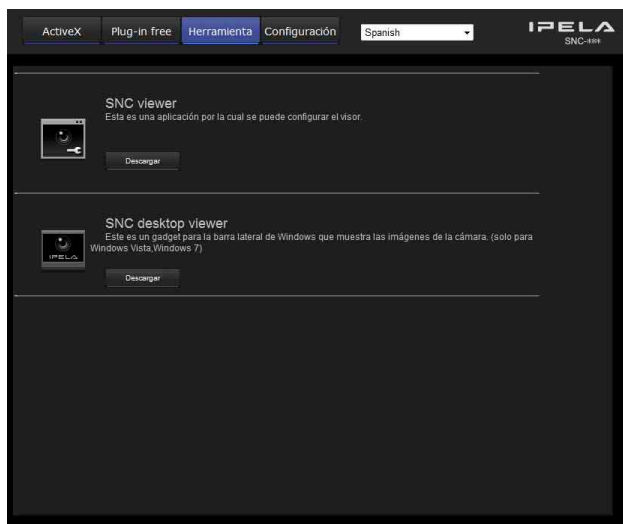 ActiveX Plug-in free Herramienta Configuración Spanish IPELA
SNC-***
SNC viewer
Esta es una aplicación por la cual se puede configurar el visor.
Descargar
SNC desktop viewer
Este es un gadget para la barra lateral de Windows que muestra las imágenes de la cámara. (solo para
Windows Vista,Windows 7)
IPELA
Descargar